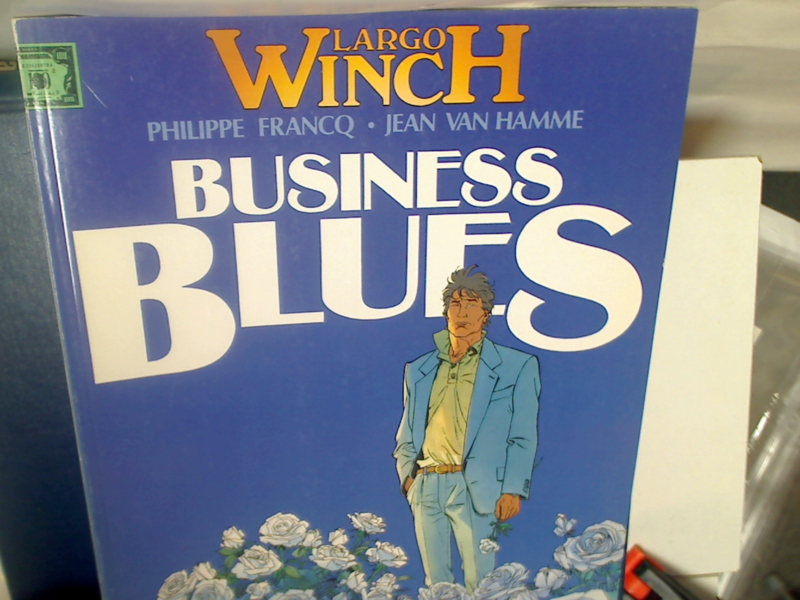 LARGO
WINCH
PHILIPPE FRANCQ • JEAN VAN HAMME
BUSINESS
BLUES